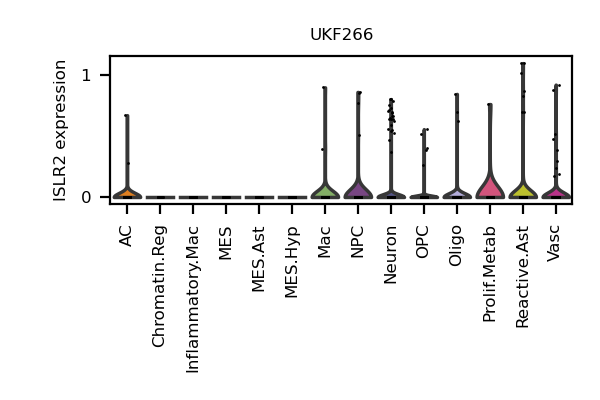 UKF266
ISLR2 expression
1
0
AC
Chromatin.Reg
Inflammatory.Mac
MES
MES.Ast
MES.Hyp
Mac
NPC
Neuron
OPC
Oligo
Prolif.Metab
Reactive.Ast
Vasc